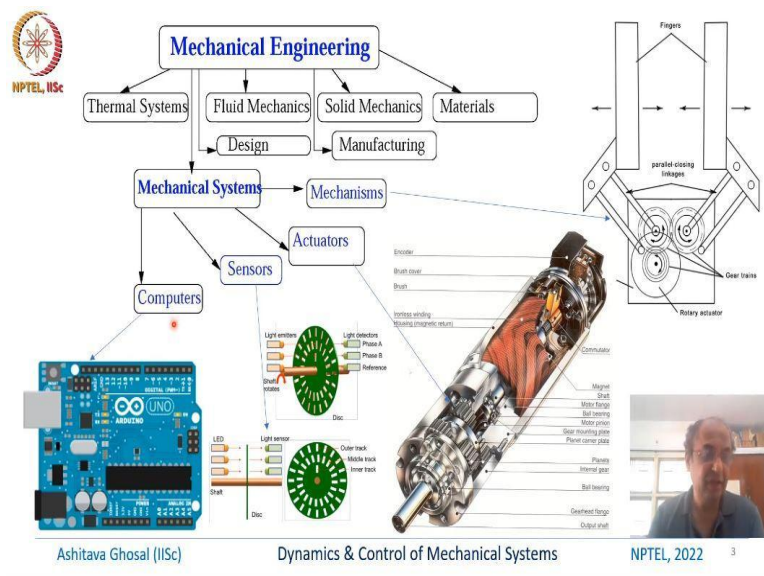 Mechanical Engineering
NPTEL, IISc
Thermal Systems
Fluid Mechanics
Solid Mechanics
Materials
Design
Manufacturing
Mechanical Systems
Mechanisms
Actuators
Sensors
Computers
Fingers
parallel-closing
linkages
Gear trains
Rotary actuator
Encoder
Brush cover
Brush
Ironless winding
Housing (magnetic return)
Commutator
Magnet
Shaft
Motor flange
Ball bearing
Motor pinion
Gear mounting plate
Planet carrier plate
Planets
Internal gear
Ball bearing
Gearhead flange
Output shaft
Light emitters
Light detectors
Phase A
Phase B
Reference
Shaft
rotates
Disc
LED
Light sensor
Outer track
Middle track
Inner track
Shaft
Disc
UNO
ARDUINO
Ashitava Ghosal (IISc)
Dynamics & Control of Mechanical Systems
NPTEL, 2022
3